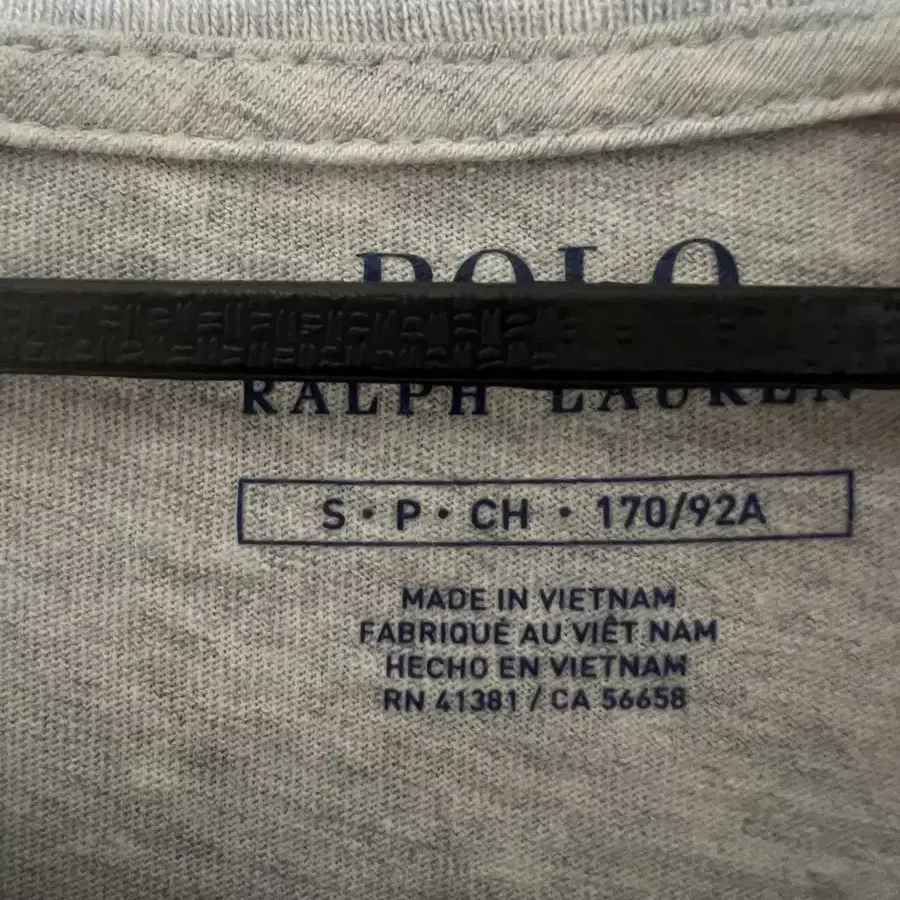 POLO
RALPH LAUREN
S • P • CH • 170/92A
MADE IN VIETNAM
FABRIQUÉ AU VIÊT NAM
HECHO EN VIETNAM
RN 41381 / CA 56658